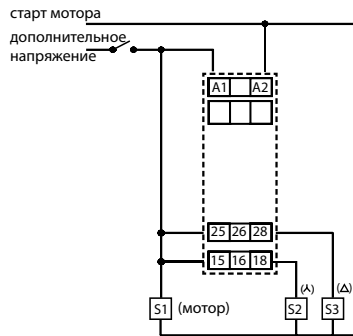 старт мотора
дополнительное
напряжение
A1 A2
25 26 28
15 16 18
S1 (мотор) S2 (⅄) S3 (Δ)